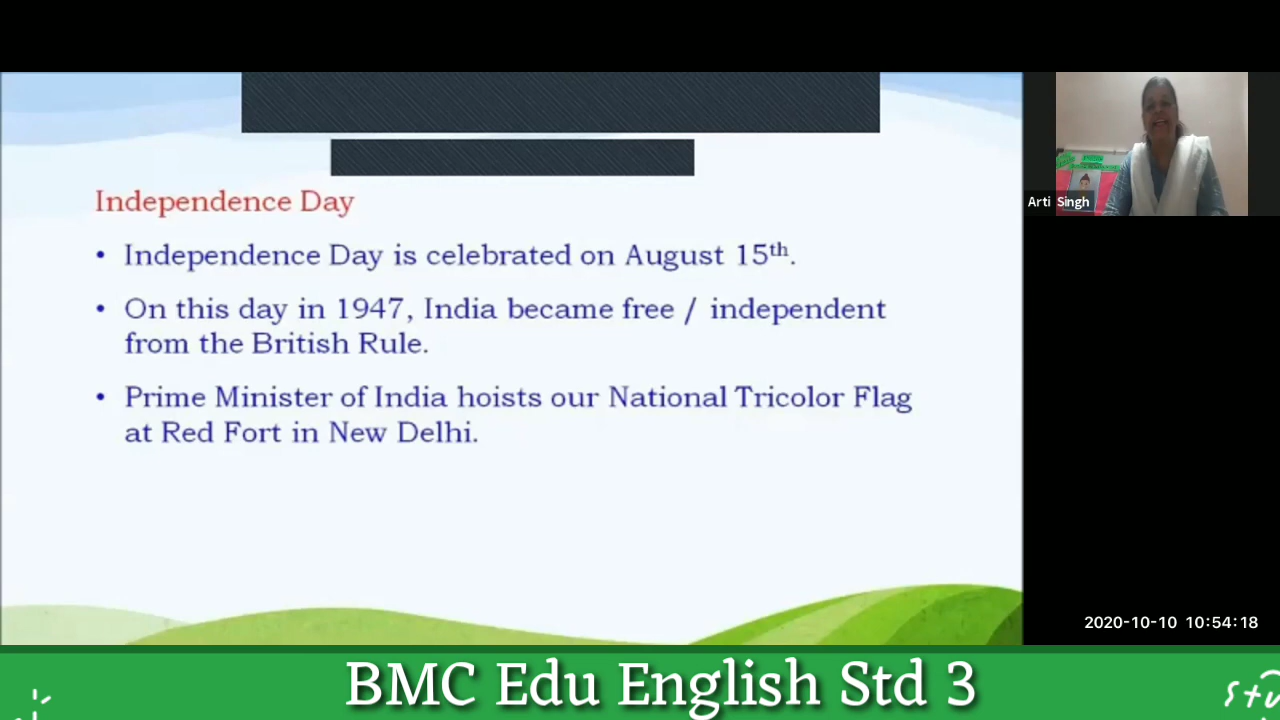 Independence Day
• Independence Day is celebrated on August 15th.
• On this day in 1947, India became free / independent
from the British Rule.
• Prime Minister of India hoists our National Tricolor Flag
at Red Fort in New Delhi.
Arti Singh
2020-10-10 10:54:18
BMC Edu English Std 3